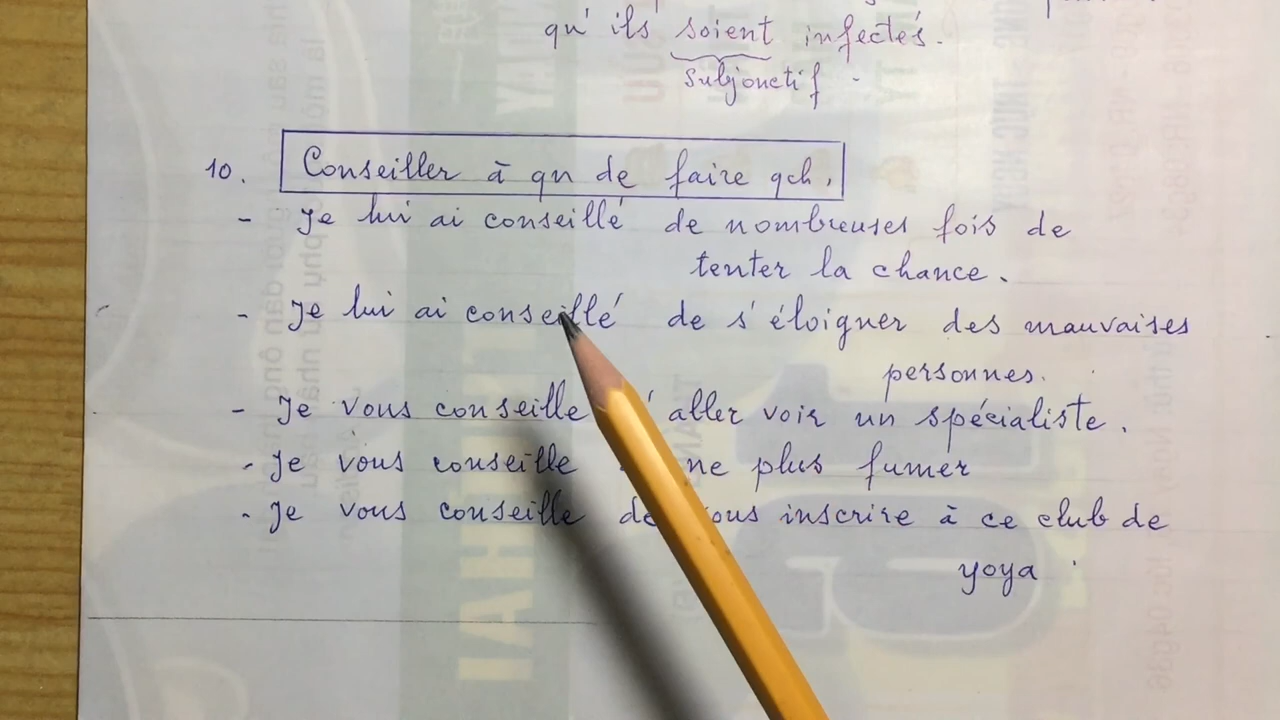 qu'ils soient infectés.
subjonctif.
10. Conseiller à qn de faire qch.
- Je lui ai conseillé de nombreuses fois de
tenter la chance.
- Je lui ai conseillé de s'éloigner des mauvaises
personnes.
- Je vous conseille d'aller voir un spécialiste.
- Je vous conseille ne plus fumer
- Je vous conseille de vous inscrire à ce club de
yoya.